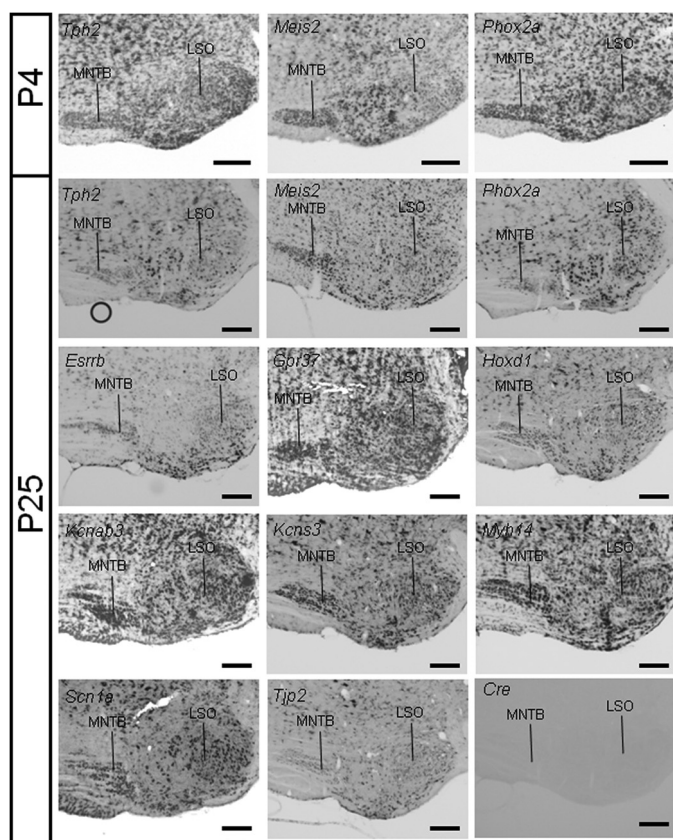 P4
Tph2
MNTB
LSO
Meis2
MNTB
LSO
Phox2a
MNTB
LSO
P25
Tph2
MNTB
LSO
Meis2
MNTB
LSO
Phox2a
MNTB
LSO
Esrrb
MNTB
LSO
Gpr37
MNTB
LSO
Hoxd1
MNTB
LSO
Kcnab3
MNTB
LSO
Kcns3
MNTB
LSO
Myh14
MNTB
LSO
Scn1a
MNTB
LSO
Tjp2
MNTB
LSO
Cre
MNTB
LSO